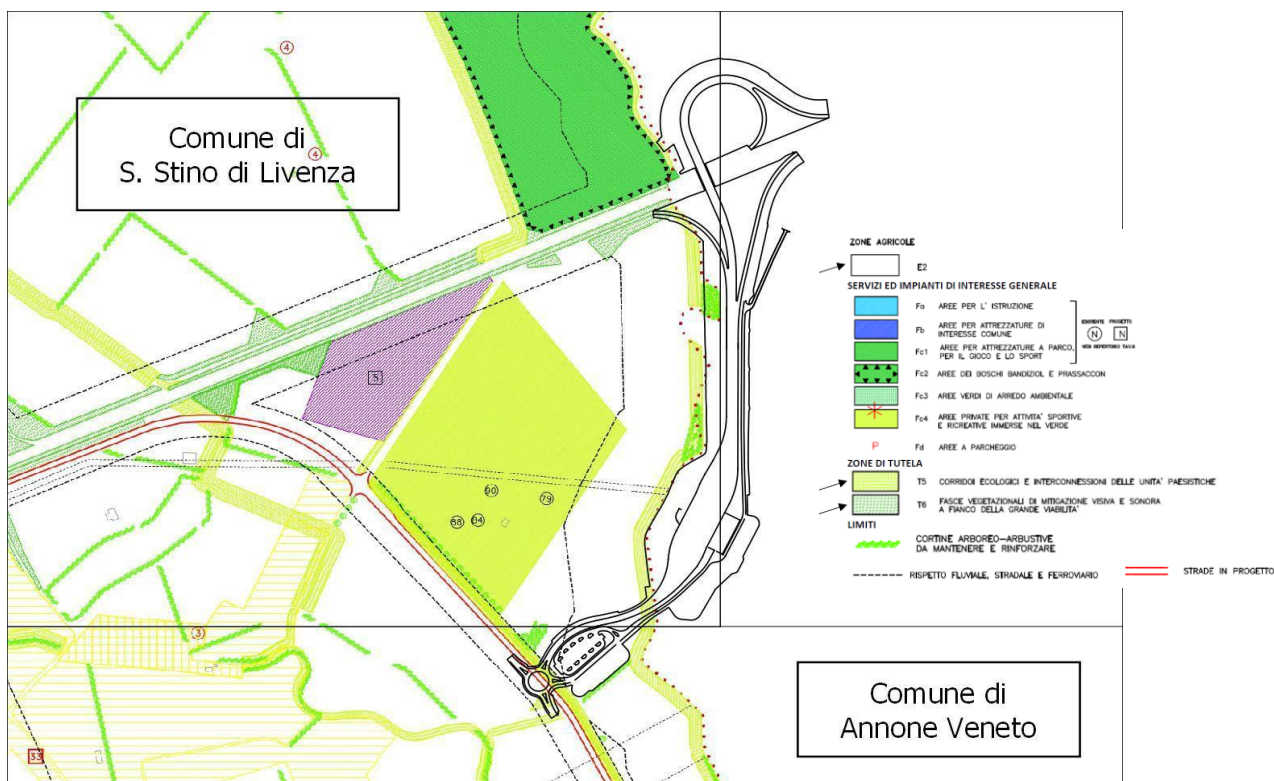 4
Comune di
S. Stino di Livenza
4
ZONE AGRICOLE
E2
SERVIZI ED IMPIANTI DI INTERESSE GENERALE
Fa AREE PER L' ISTRUZIONE
Fb AREE PER ATTREZZATURE DI
INTERESSE COMUNE
Fc1 AREE PER ATTREZZATURE A PARCO,
PER IL GIOCO E LO SPORT
ESISTENTE PROGETTO
N N
VEDI REPERTORIO TAV.9
Fc2 AREE DEI BOSCHI BANDIZIOL E PRASSACCON
Fc3 AREE VERDI DI ARREDO AMBIENTALE
Fc4 AREE PRIVATE PER ATTIVITA' SPORTIVE
E RICREATIVE IMMERSE NEL VERDE
P Fd AREE A PARCHEGGIO
ZONE DI TUTELA
T5 CORRIDOI ECOLOGICI E INTERCONNESSIONI DELLE UNITA' PAESISTICHE
T6 FASCE VEGETAZIONALI DI MITIGAZIONE VISIVA E SONORA
A FIANCO DELLA GRANDE VIABILITA'
LIMITI
CORTINE ARBOREO-ARBUSTIVE
DA MANTENERE E RINFORZARE
RISPETTO FLUVIALE, STRADALE E FERROVIARIO
STRADE IN PROGETTO
90
79
3
33
Comune di
Annone Veneto